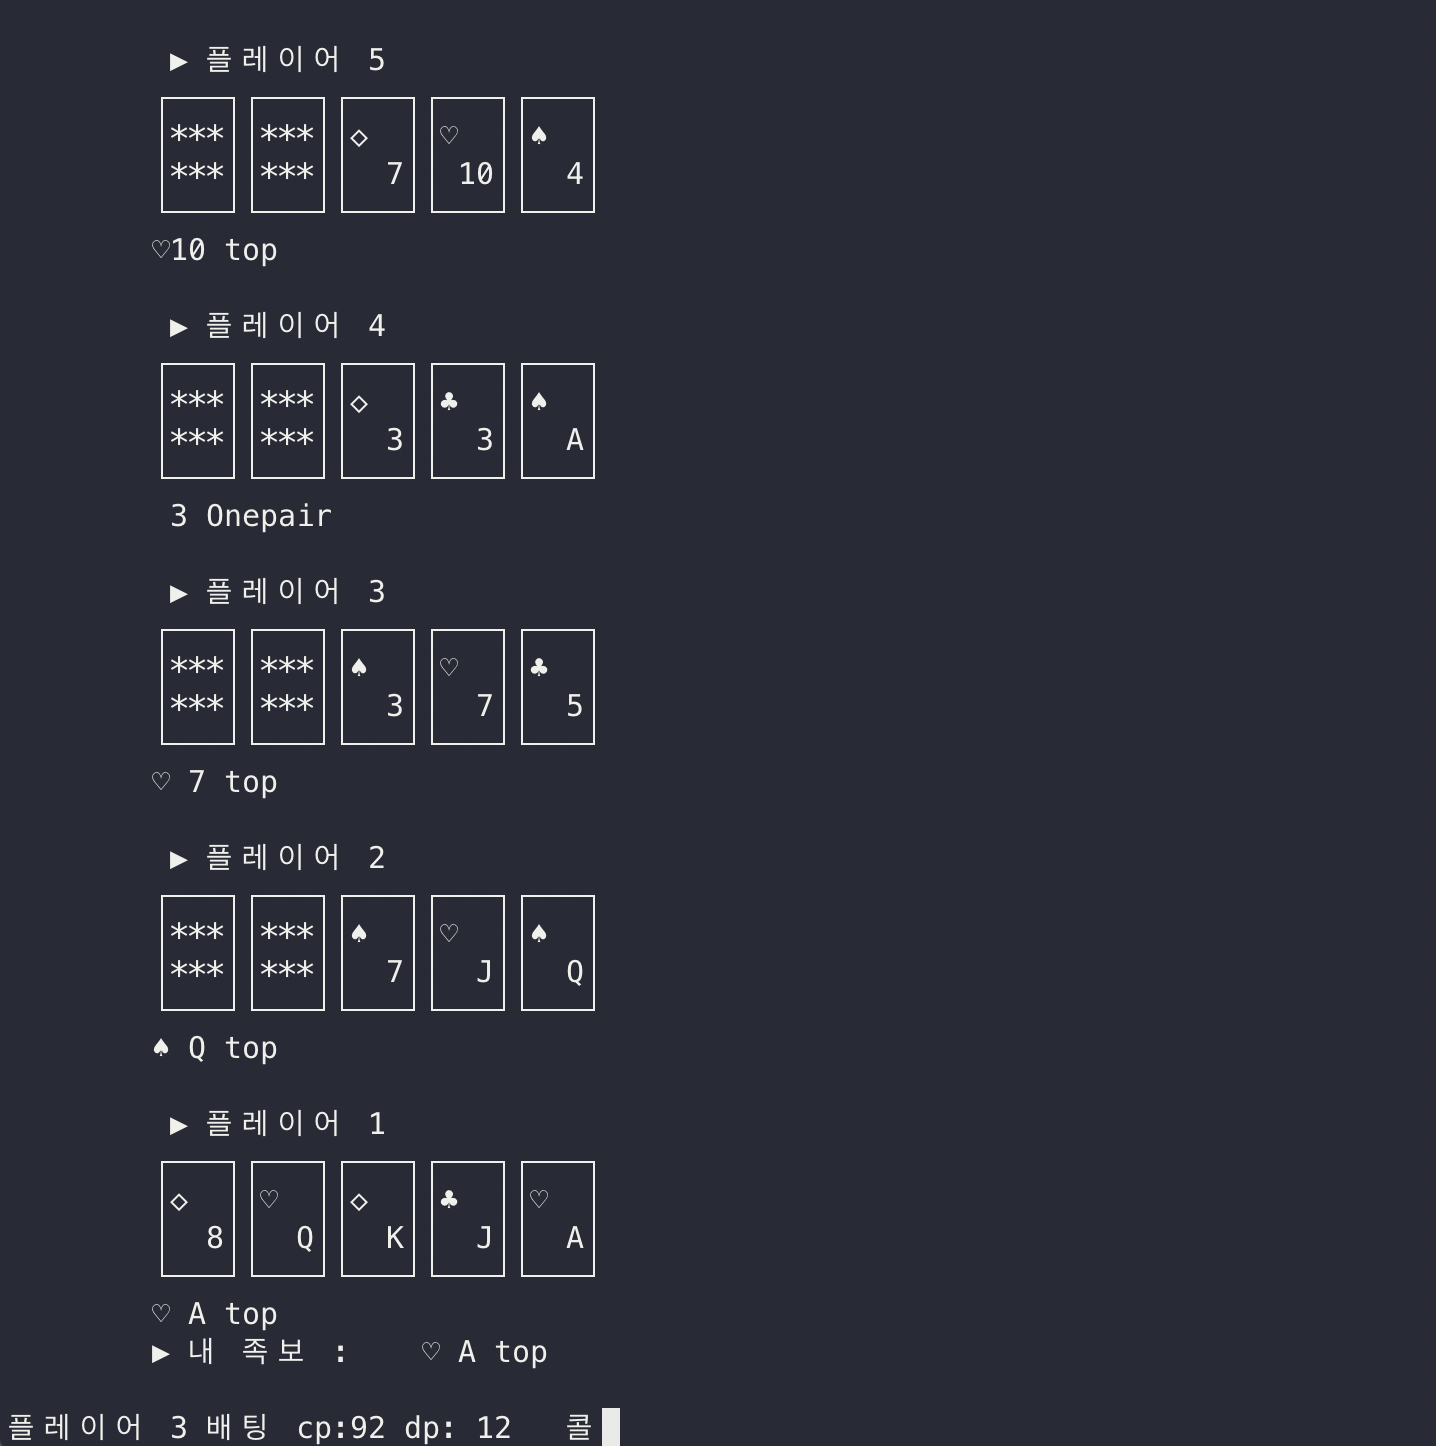 ▶ 플레이어 5
*** *** ◇ ♡ ♠
*** *** 7 10 4
♡10 top
▶ 플레이어 4
*** *** ◇ ♣ ♠
*** *** 3 3 A
3 Onepair
▶ 플레이어 3
*** *** ♠ ♡ ♣
*** *** 3 7 5
♡ 7 top
▶ 플레이어 2
*** *** ♠ ♡ ♠
*** *** 7 J Q
♠ Q top
▶ 플레이어 1
◇ ♡ ◇ ♣ ♡
8 Q K J A
♡ A top
▶ 내 족보 : ♡ A top
플레이어 3 배팅 cp:92 dp: 12 콜